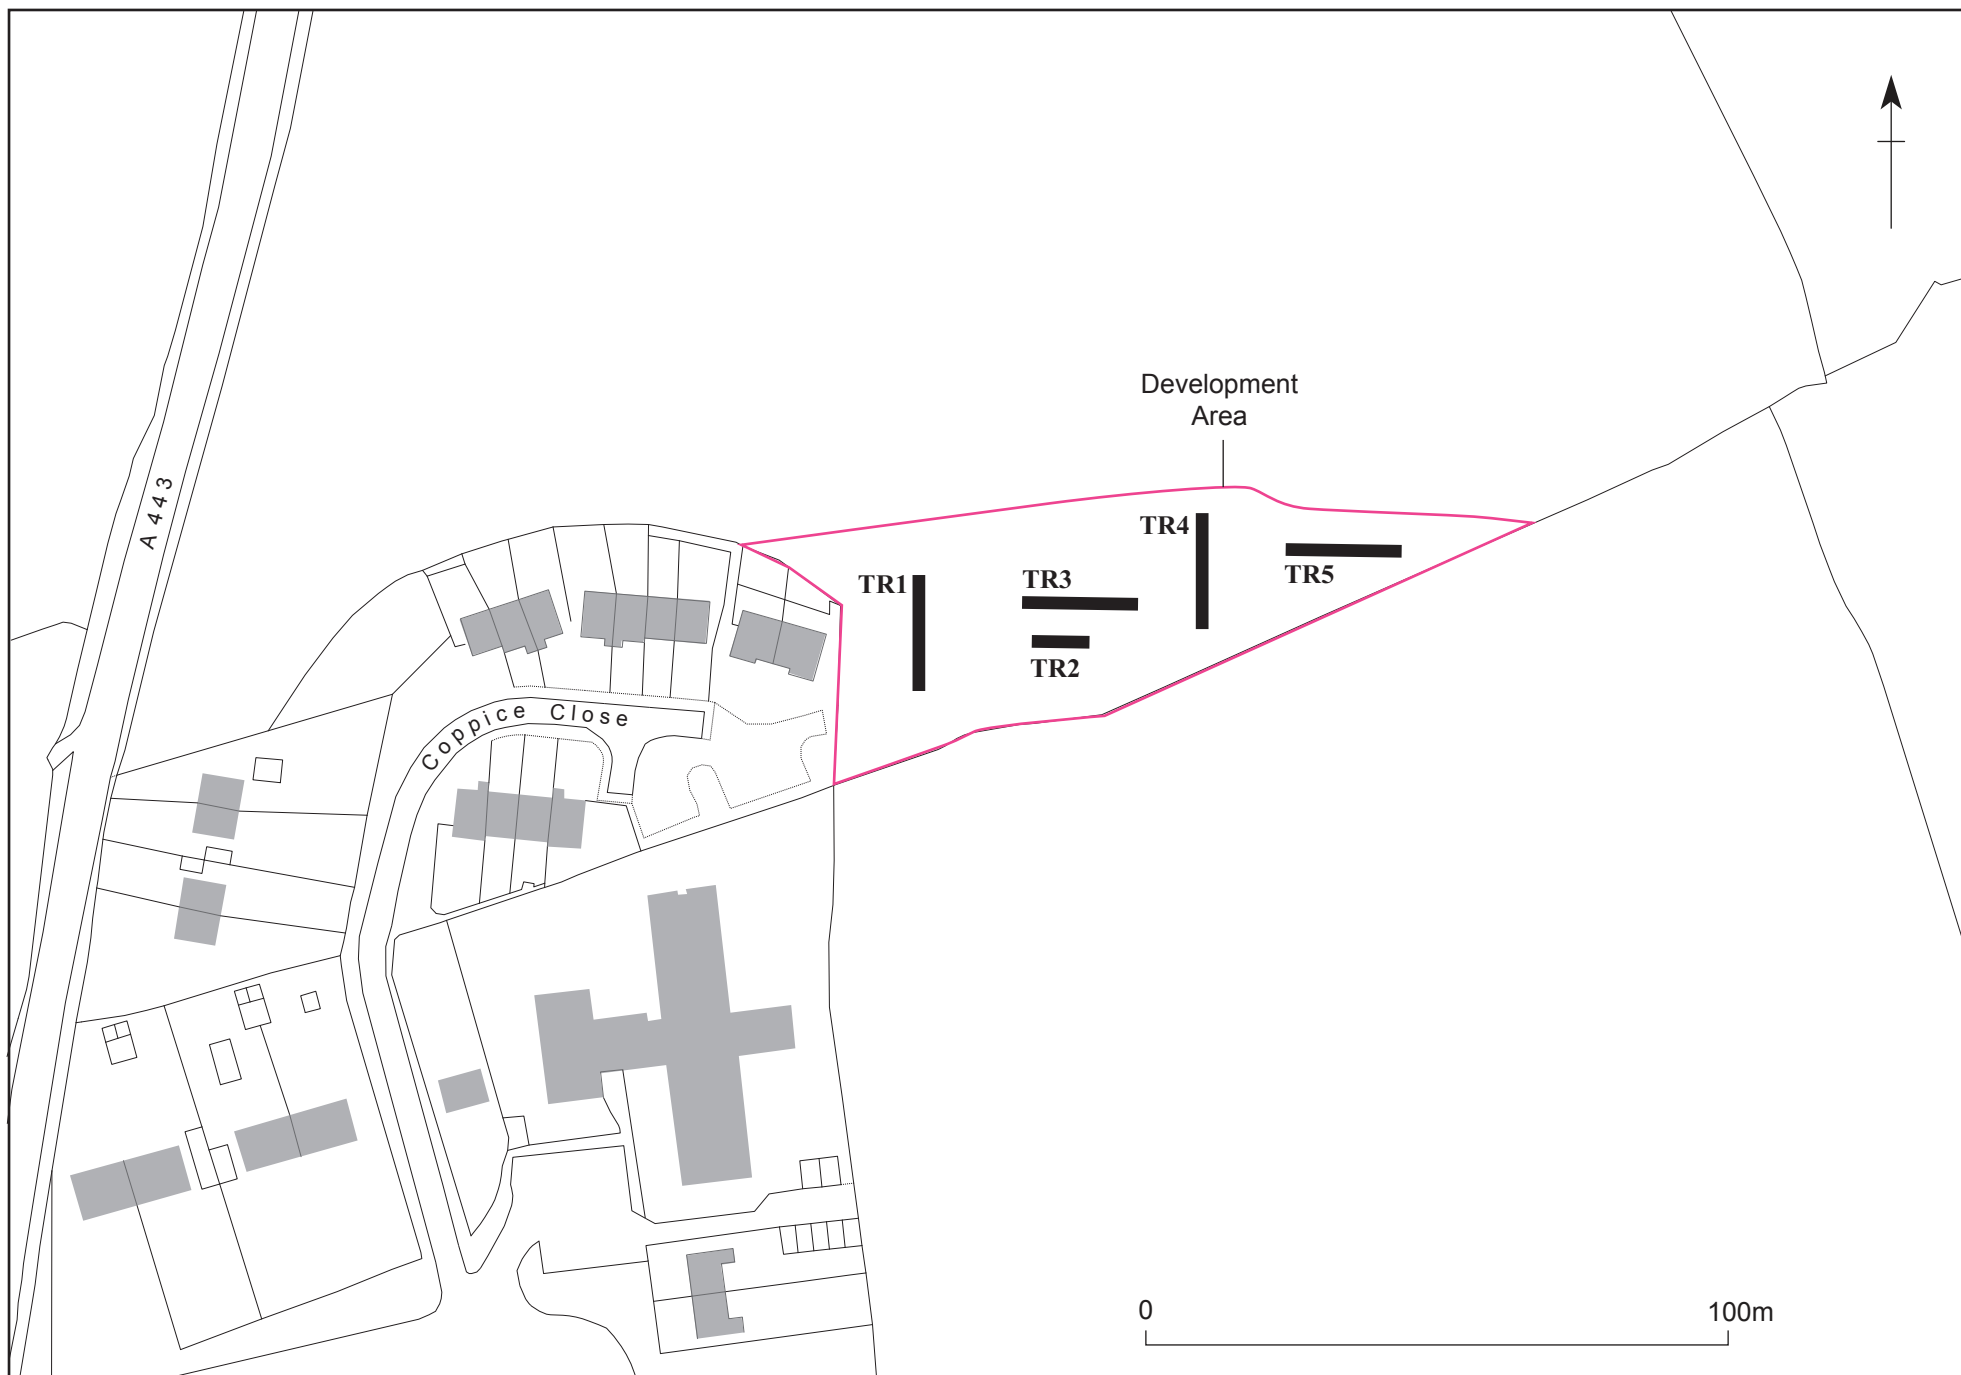 Development
Area
A 443
TR4
TR5
TR1
TR3
TR2
Coppice Close
0
100m